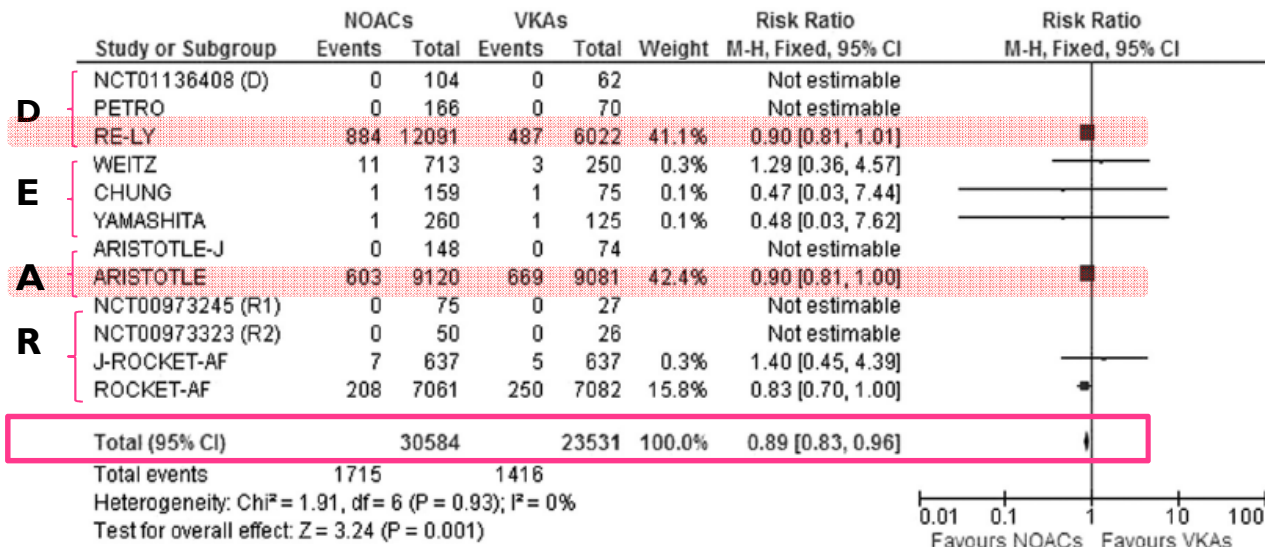 NOACs VKAs Risk Ratio Risk Ratio
Study or Subgroup Events Total Events Total Weight M-H, Fixed, 95% CI M-H, Fixed, 95% CI
NCT01136408 (D) 0 104 0 62 Not estimable
D PETRO 0 166 0 70 Not estimable
RE-LY 884 12091 487 6022 41.1% 0.90 [0.81, 1.01]
WEITZ 11 713 3 250 0.3% 1.29 [0.36, 4.57]
E CHUNG 1 159 1 75 0.1% 0.47 [0.03, 7.44]
YAMASHITA 1 260 1 125 0.1% 0.48 [0.03, 7.62]
ARISTOTLE-J 0 148 0 74 Not estimable
A ARISTOTLE 603 9120 669 9081 42.4% 0.90 [0.81, 1.00]
NCT00973245 (R1) 0 75 0 27 Not estimable
R NCT00973323 (R2) 0 50 0 26 Not estimable
J-ROCKET-AF 7 637 5 637 0.3% 1.40 [0.45, 4.39]
ROCKET-AF 208 7061 250 7082 15.8% 0.83 [0.70, 1.00]
Total (95% CI) 30584 23531 100.0% 0.89 [0.83, 0.96]
Total events 1715 1416
Heterogeneity: Chi² = 1.91, df = 6 (P = 0.93); I² = 0%
Test for overall effect: Z = 3.24 (P = 0.001)
0.01 0.1 1 10 100
Favours NOACs Favours VKAs